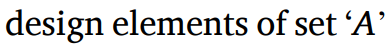 design elements of set ‘A’